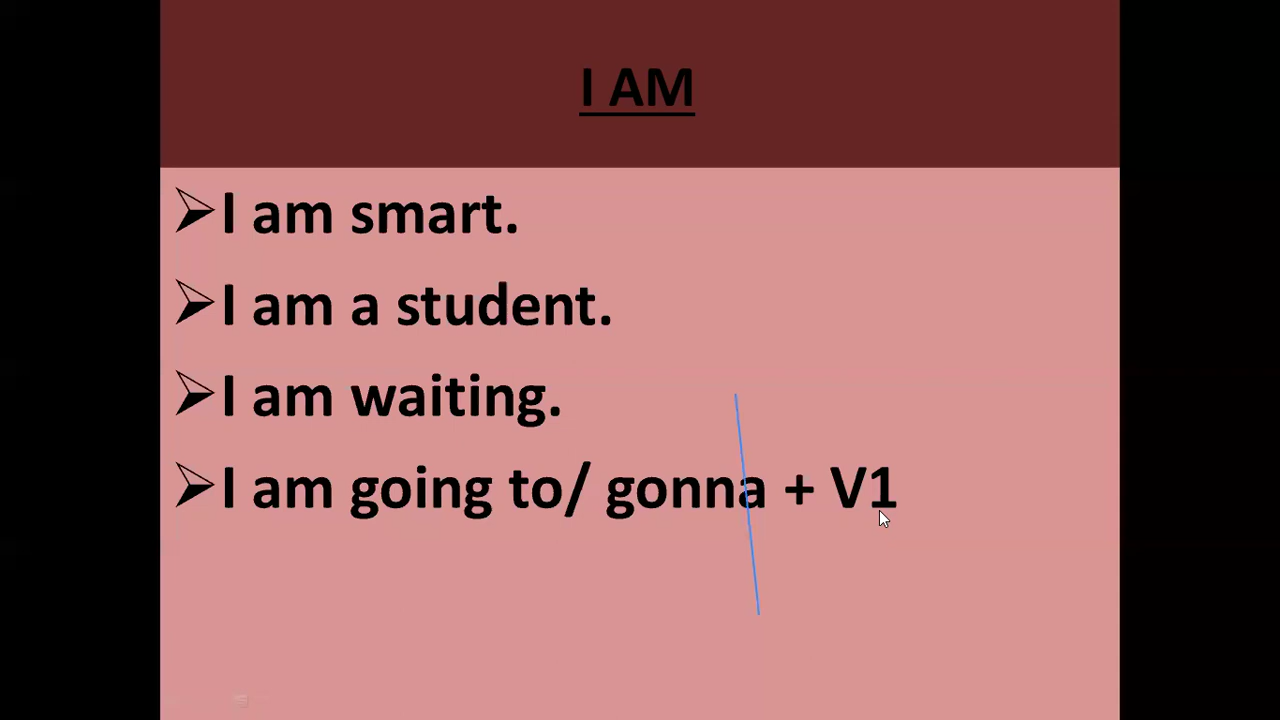 I AM
I am smart.
I am a student.
I am waiting.
I am going to/ gonna + V1